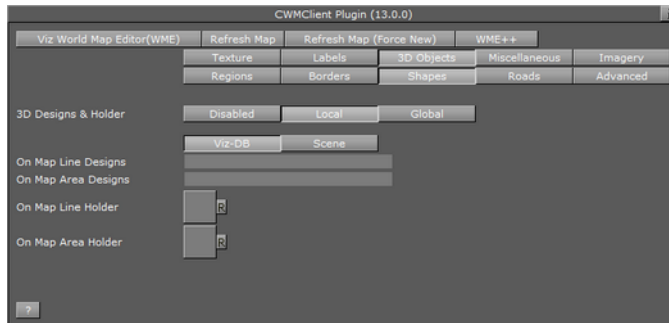 CWMClient Plugin (13.0.0)
Viz World Map Editor(WME) Refresh Map Refresh Map (Force New) WME++
Texture Labels 3D Objects Miscellaneous Imagery
Regions Borders Shapes Roads Advanced
3D Designs & Holder Disabled Local Global
Viz-DB Scene
On Map Line Designs
On Map Area Designs
On Map Line Holder R
On Map Area Holder R
?